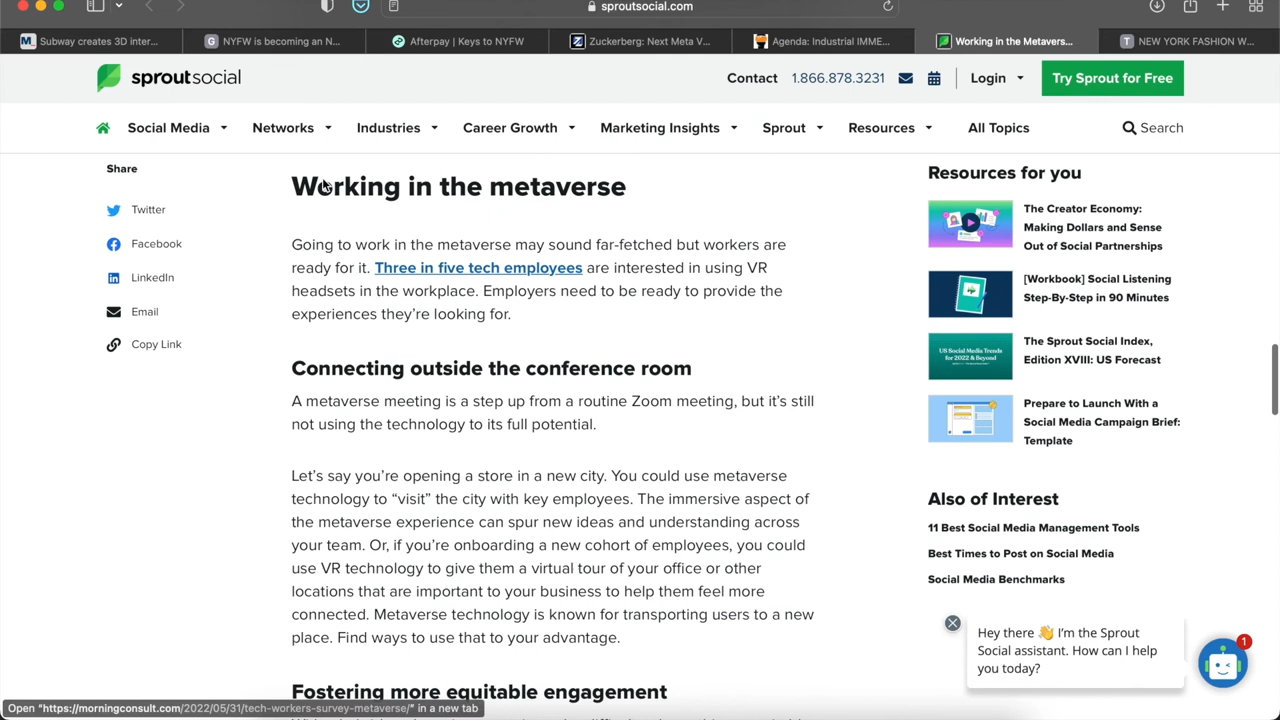 sproutsocial.com
Subway creates 3D inter...
NYFW is becoming an N...
Afterpay | Keys to NYFW
Zuckerberg: Next Meta V...
Agenda: Industrial IMME...
Working in the Metavers...
NEW YORK FASHION W...
sproutsocial
Contact
1.866.878.3231
Login
Try Sprout for Free
Social Media
Networks
Industries
Career Growth
Marketing Insights
Sprout
Resources
All Topics
Search
Share
Twitter
Facebook
LinkedIn
Email
Copy Link
Working in the metaverse
Going to work in the metaverse may sound far-fetched but workers are
ready for it. Three in five tech employees are interested in using VR
headsets in the workplace. Employers need to be ready to provide the
experiences they’re looking for.
Connecting outside the conference room
A metaverse meeting is a step up from a routine Zoom meeting, but it’s still
not using the technology to its full potential.
Let’s say you’re opening a store in a new city. You could use metaverse
technology to “visit” the city with key employees. The immersive aspect of
the metaverse experience can spur new ideas and understanding across
your team. Or, if you’re onboarding a new cohort of employees, you could
use VR technology to give them a virtual tour of your office or other
locations that are important to your business to help them feel more
connected. Metaverse technology is known for transporting users to a new
place. Find ways to use that to your advantage.
Fostering more equitable engagement
Resources for you
The Creator Economy:
Making Dollars and Sense
Out of Social Partnerships
[Workbook] Social Listening
Step-By-Step in 90 Minutes
US Social Media Trends
for 2022 & Beyond
The Sprout Social Index,
Edition XVIII: US Forecast
Prepare to Launch With a
Social Media Campaign Brief:
Template
Also of Interest
11 Best Social Media Management Tools
Best Times to Post on Social Media
Social Media Benchmarks
Hey there 👋 I’m the Sprout
Social assistant. How can I help
you today?
1
Open “https://morningconsult.com/2022/05/31/tech-workers-survey-metaverse/” in a new tab